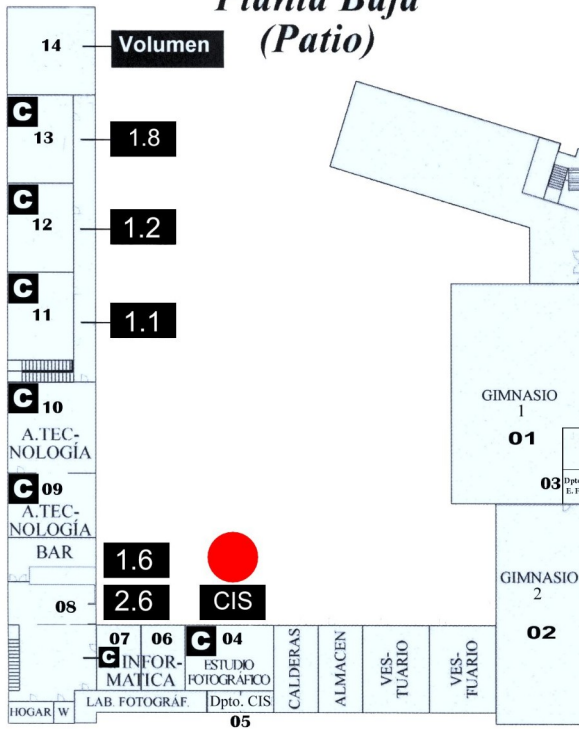 Planta Baja
(Patio)
14
Volumen
C
13
1.8
C
12
1.2
C
11
1.1
C
10
A.TEC-
NOLOGÍA
C
09
A.TEC-
NOLOGÍA
BAR
1.6
08
2.6
CIS
GIMNASIO
1
01
03
Dpto
E. F
GIMNASIO
2
02
07
06
C
INFOR-
MATICA
C
04
ESTUDIO
FOTOGRÁFICO
CALDERAS
ALMACEN
VES-
TUARIO
VES-
TUARIO
HOGAR
W
LAB. FOTOGRÁF.
Dpto. CIS
05